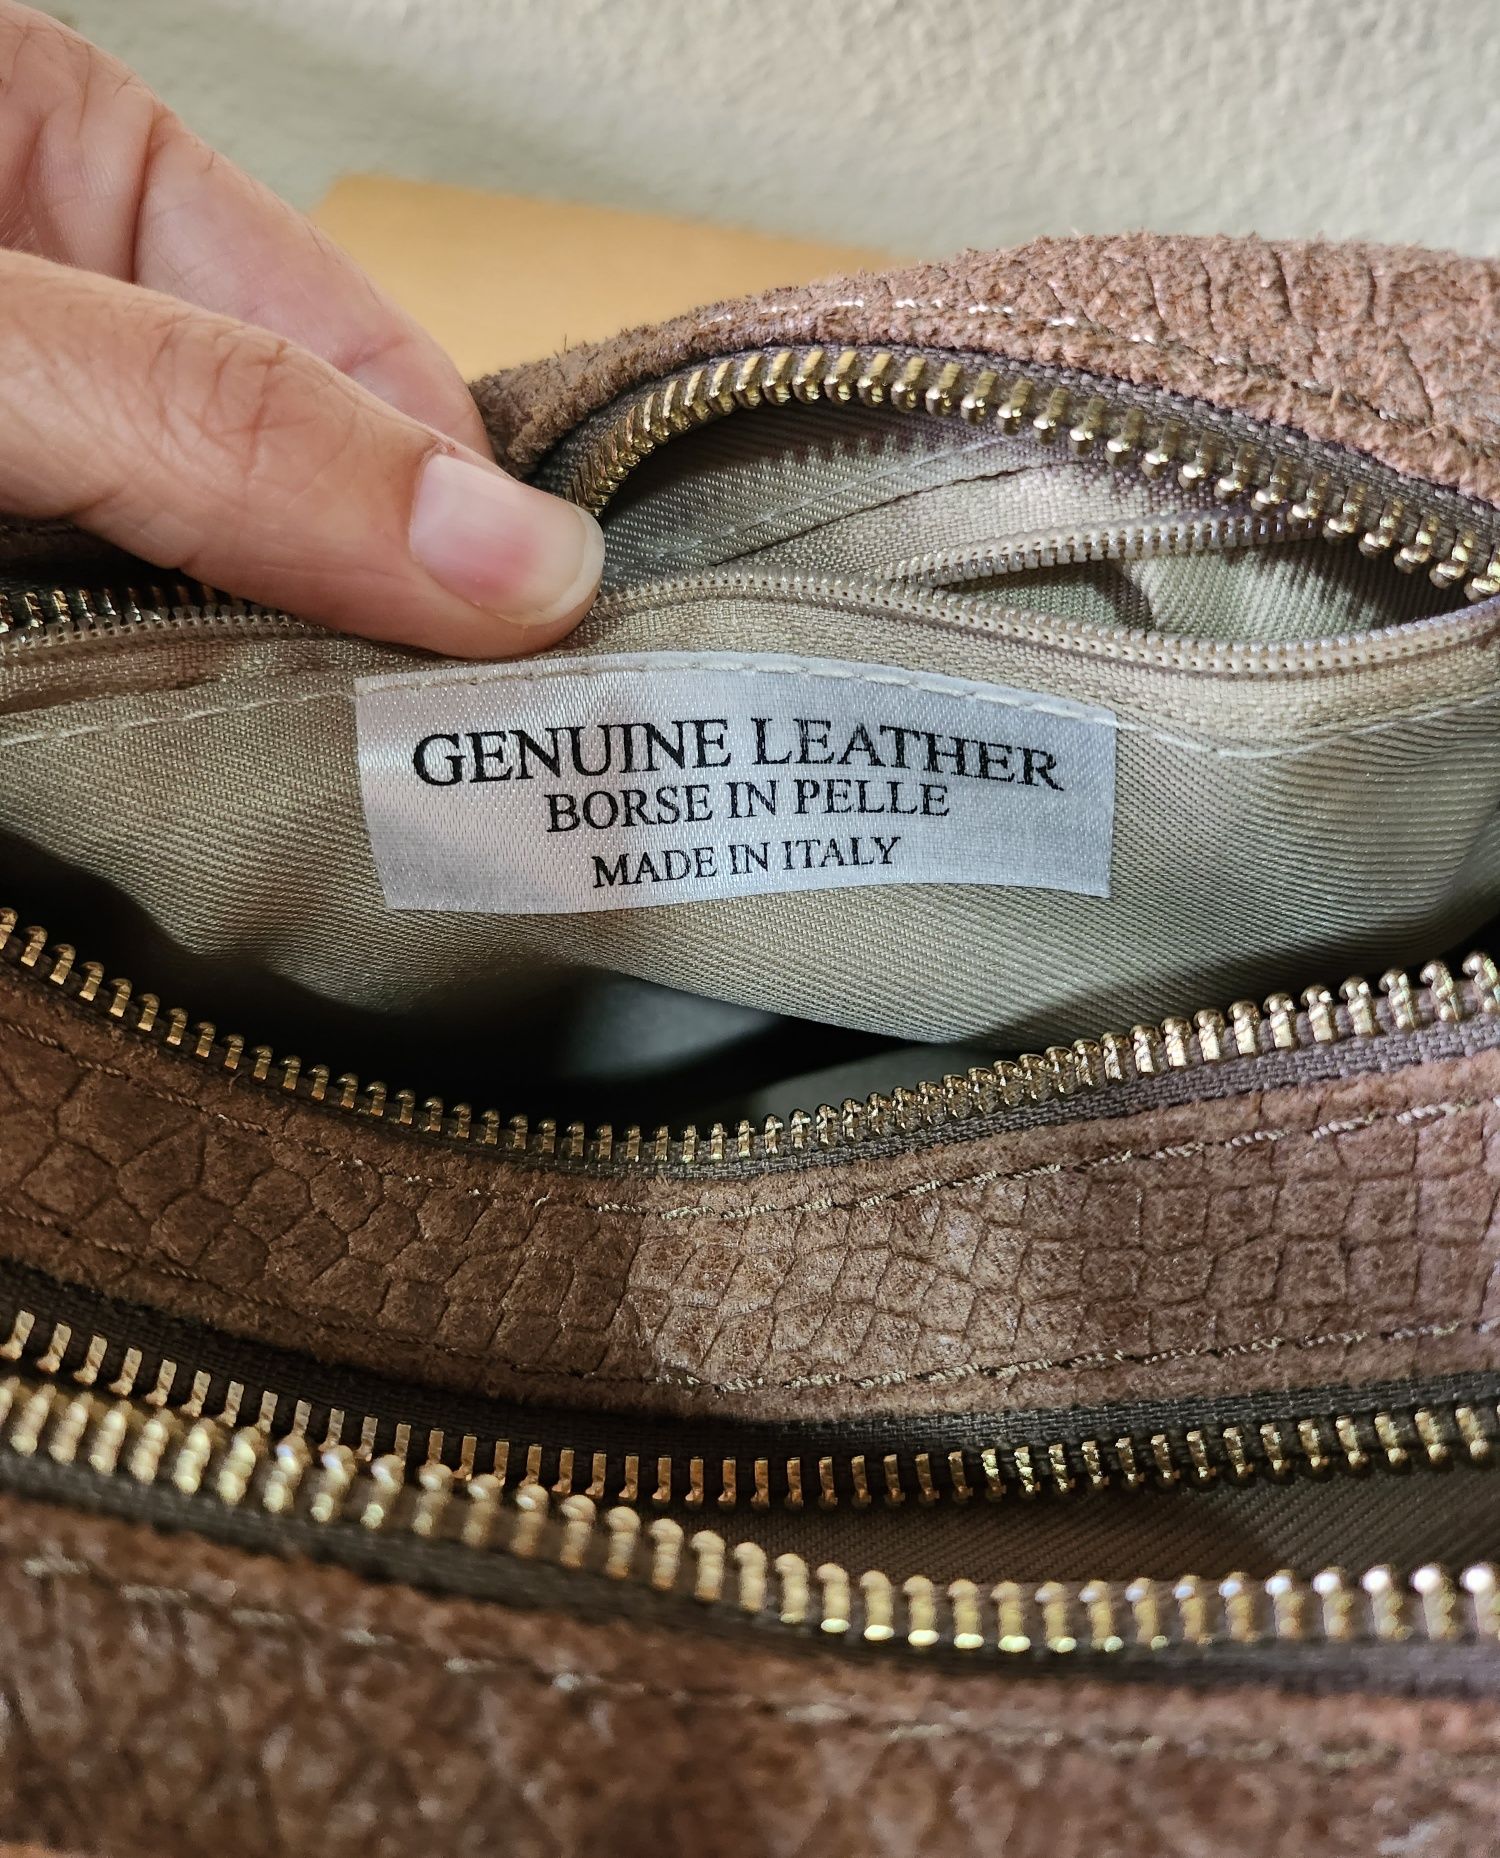 GENUINE LEATHER
BORSE IN PELLE
MADE IN ITALY